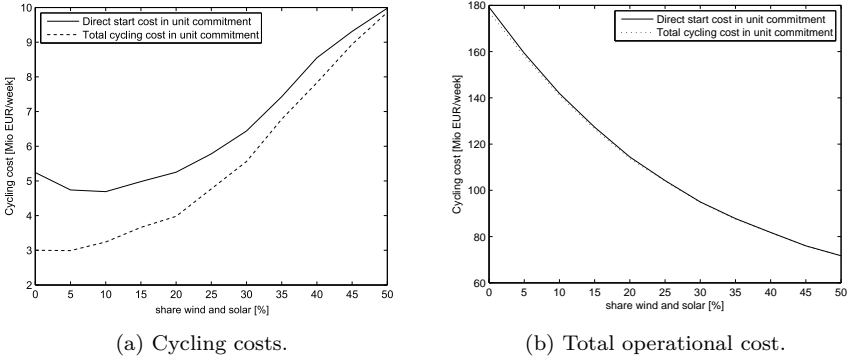 Direct start cost in unit commitment
Total cycling cost in unit commitment
Cycling cost [Mio EUR/week]
10
9
8
7
6
5
4
3
2
0 5 10 15 20 25 30 35 40 45 50
share wind and solar [%]
(a) Cycling costs.
Direct start cost in unit commitment
Total cycling cost in unit commitment
Cycling cost [Mio EUR/week]
180
160
140
120
100
80
60
0 5 10 15 20 25 30 35 40 45 50
share wind and solar [%]
(b) Total operational cost.